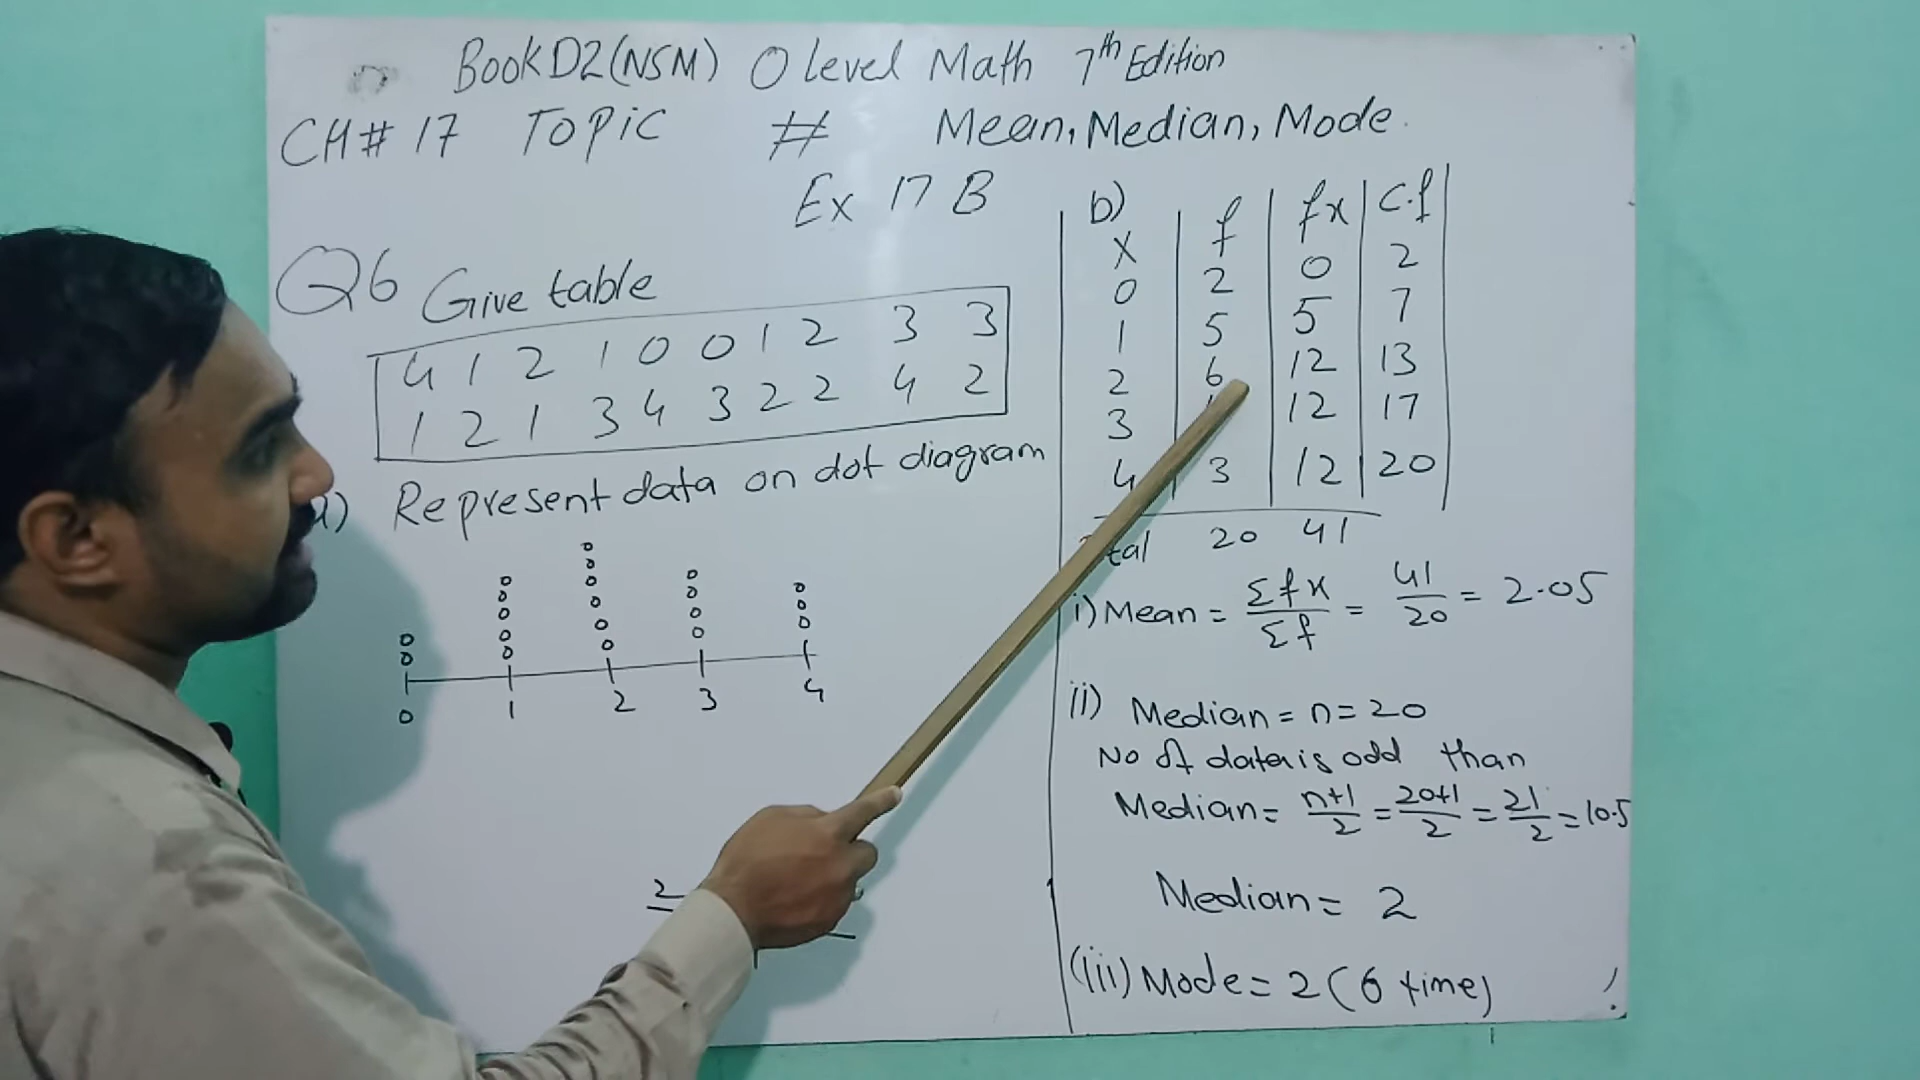 Book D2(NSM) O level Math 7th Edition
CH# 17 Topic # Mean, Median, Mode.
Ex 17 B
Q6 Give table
4 1 2 1 0 0 1 2 3 3
1 2 1 3 4 3 2 2 4 2
) Represent data on dot diagram
0 1 2 3 4
2
b)
X f fx c.f
0 2 0 2
1 5 5 7
2 6 12 13
3 12 17
4 3 12 20
tal 20 41
i) Mean = Σfx/Σf = 41/20 = 2.05
ii) Median = n = 20
No of data is odd than
Median = n+1/2 = 20+1/2 = 21/2 = 10.5
Median = 2
(iii) Mode = 2 (6 time)